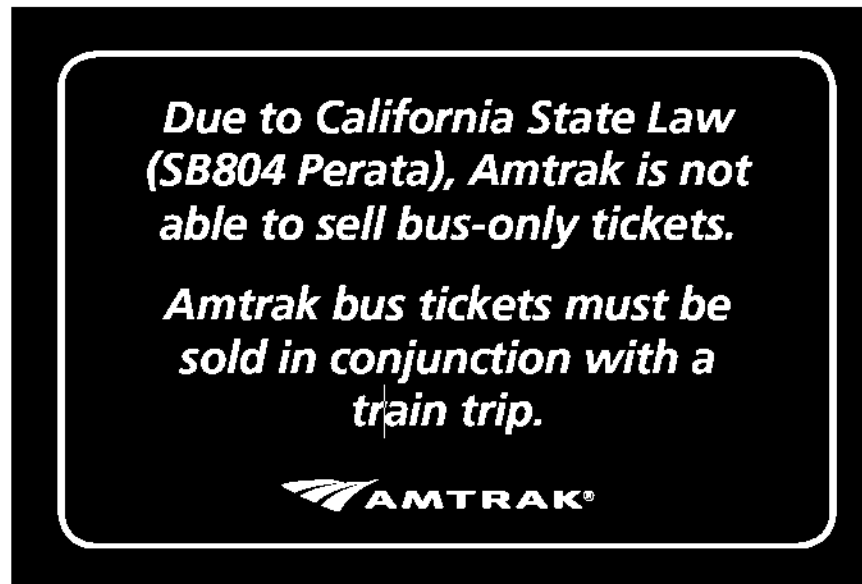 Due to California State Law
(SB804 Perata), Amtrak is not
able to sell bus-only tickets.
Amtrak bus tickets must be
sold in conjunction with a
train trip.
AMTRAK®